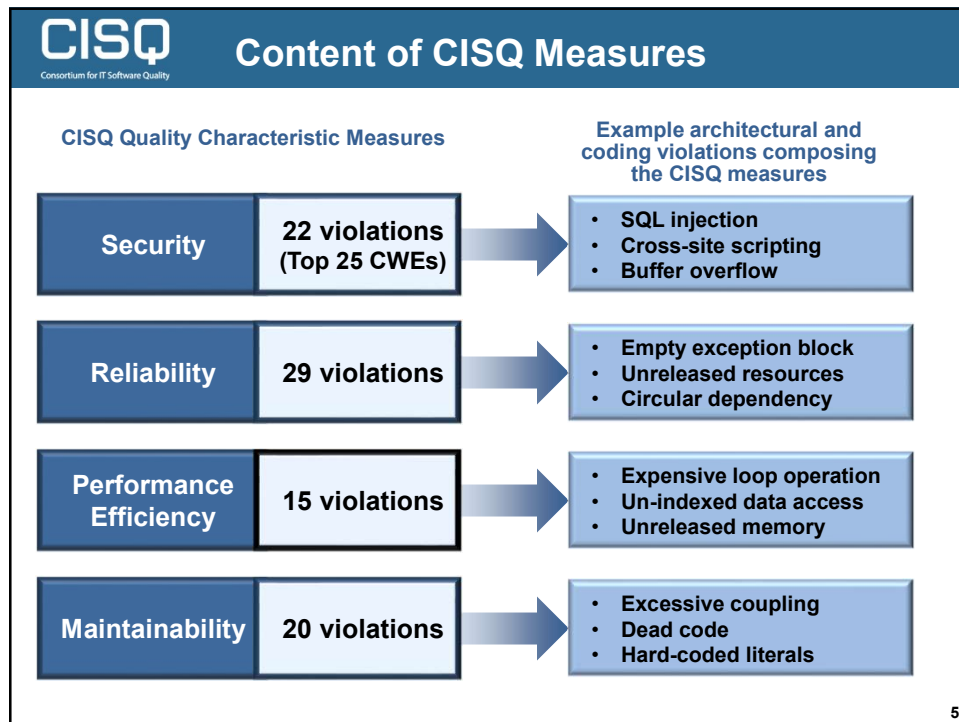 CISQ
Consortium for IT Software Quality
Content of CISQ Measures
CISQ Quality Characteristic Measures
Example architectural and
coding violations composing
the CISQ measures
Security
22 violations
(Top 25 CWEs)
• SQL injection
• Cross-site scripting
• Buffer overflow
Reliability
29 violations
• Empty exception block
• Unreleased resources
• Circular dependency
Performance
Efficiency
15 violations
• Expensive loop operation
• Un-indexed data access
• Unreleased memory
Maintainability
20 violations
• Excessive coupling
• Dead code
• Hard-coded literals
5